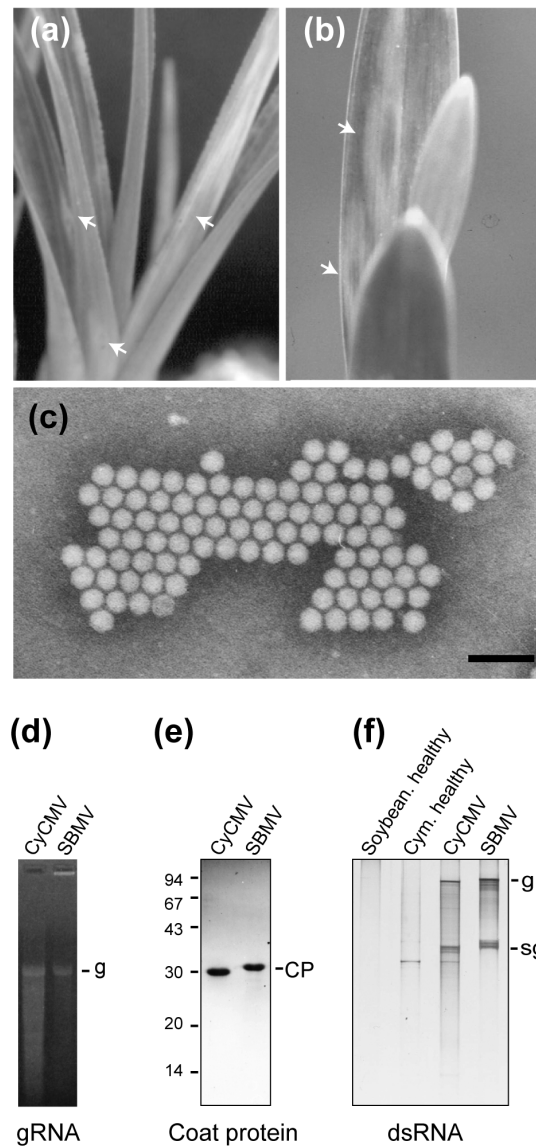 (a)
(b)
(c)
(d)
(e)
(f)
CyCMV
SBMV
g
gRNA
CyCMV
SBMV
94
67
43
30
20
14
CP
Coat protein
Soybean. healthy
Cym. healthy
CyCMV
SBMV
g
sg
dsRNA